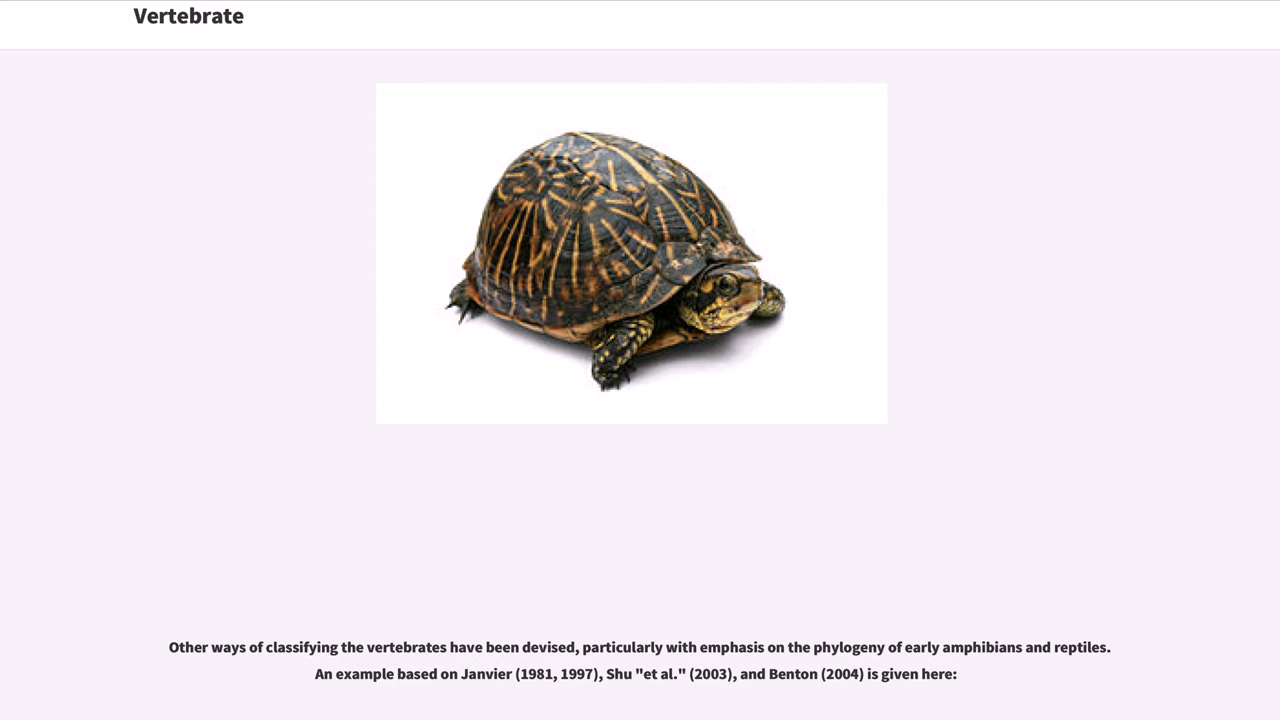 Vertebrate
Other ways of classifying the vertebrates have been devised, particularly with emphasis on the phylogeny of early amphibians and reptiles.
An example based on Janvier (1981, 1997), Shu "et al." (2003), and Benton (2004) is given here: